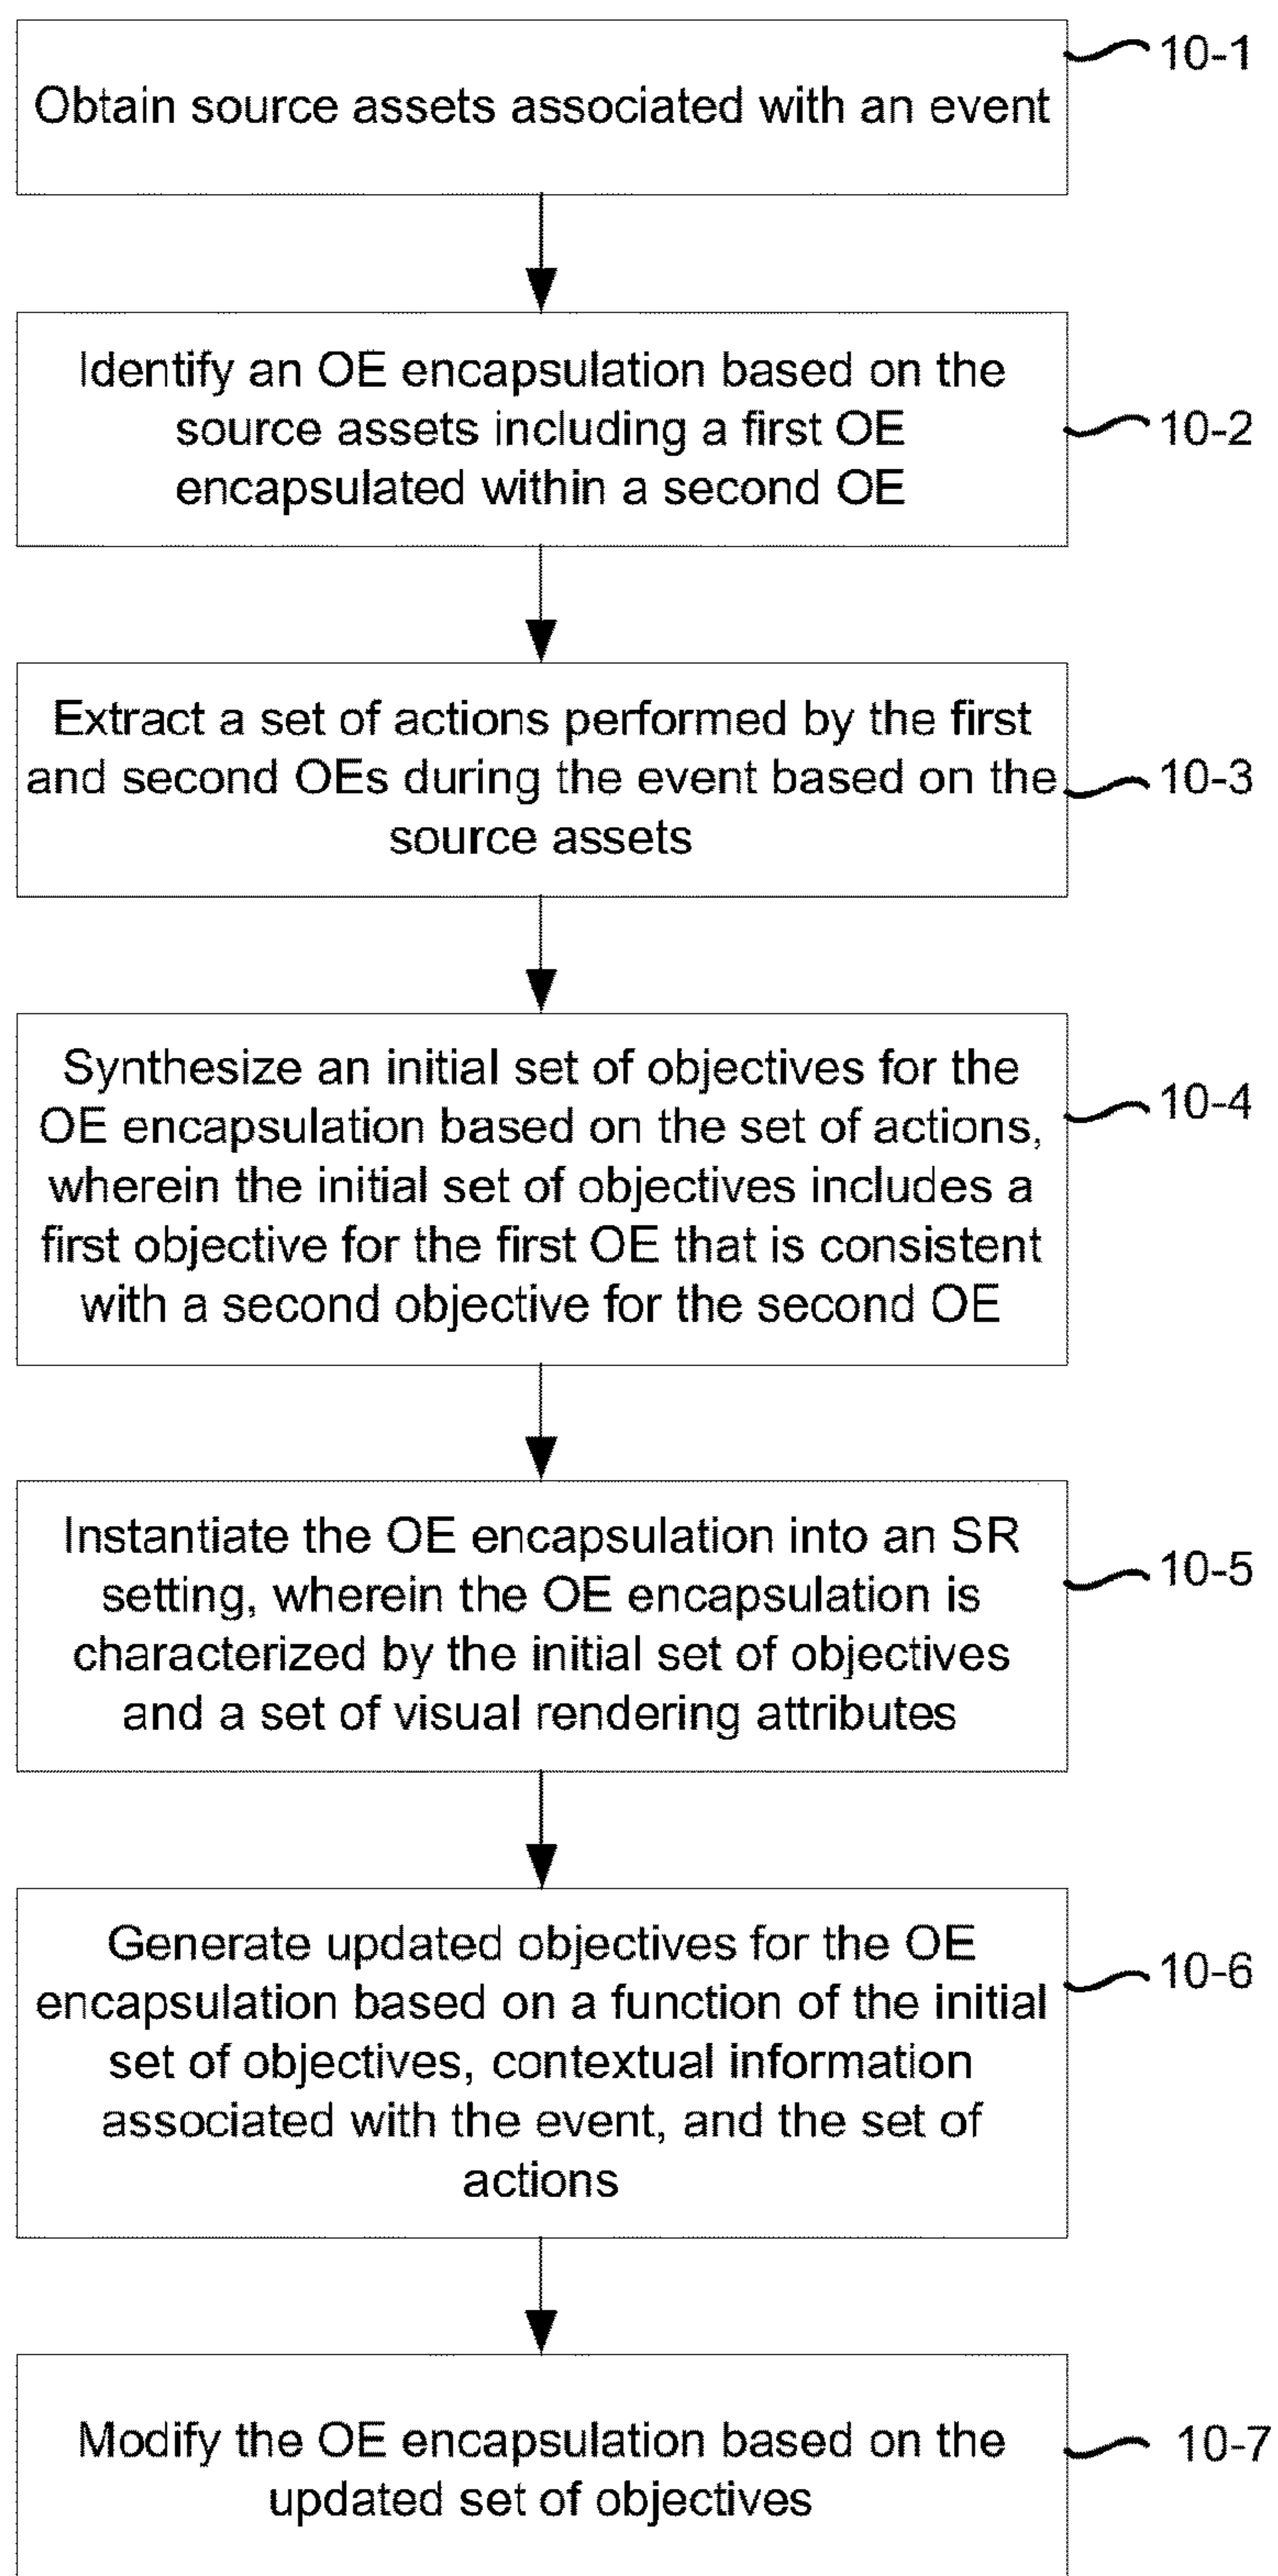 10-1
Obtain source assets associated with an event
Identify an OE encapsulation based on the
source assets including a first OE
encapsulated within a second OE
10-2
Extract a set of actions performed by the first
and second OEs during the event based on the
source assets
10-3
Synthesize an initial set of objectives for the
OE encapsulation based on the set of actions,
wherein the initial set of objectives includes a
first objective for the first OE that is consistent
with a second objective for the second OE
10-4
Instantiate the OE encapsulation into an SR
setting, wherein the OE encapsulation is
characterized by the initial set of objectives
and a set of visual rendering attributes
10-5
Generate updated objectives for the OE
encapsulation based on a function of the initial
set of objectives, contextual information
associated with the event, and the set of
actions
10-6
Modify the OE encapsulation based on the
updated set of objectives
10-7